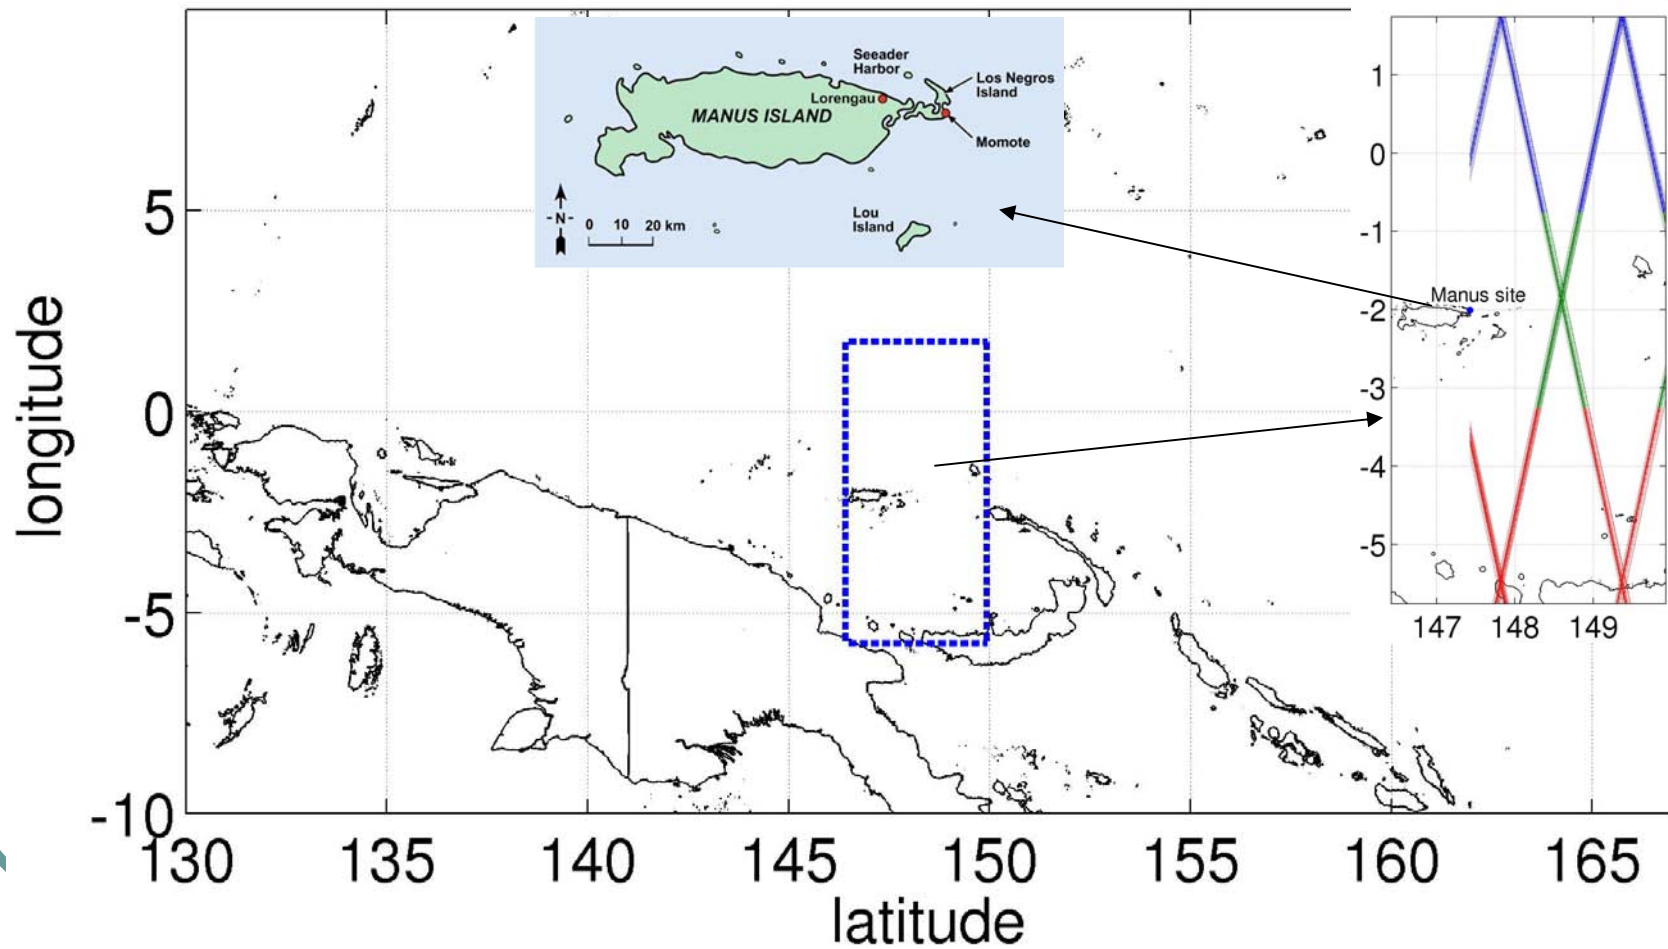 longitude
5
0
-5
-10
130
135
140
145
150
155
160
165
latitude
Seeader
Harbor
Los Negros
Island
Lorengau
MANUS ISLAND
Momote
-N-
0 10 20 km
Lou
Island
1
0
-1
-2
-3
-4
-5
Manus site
147
148
149